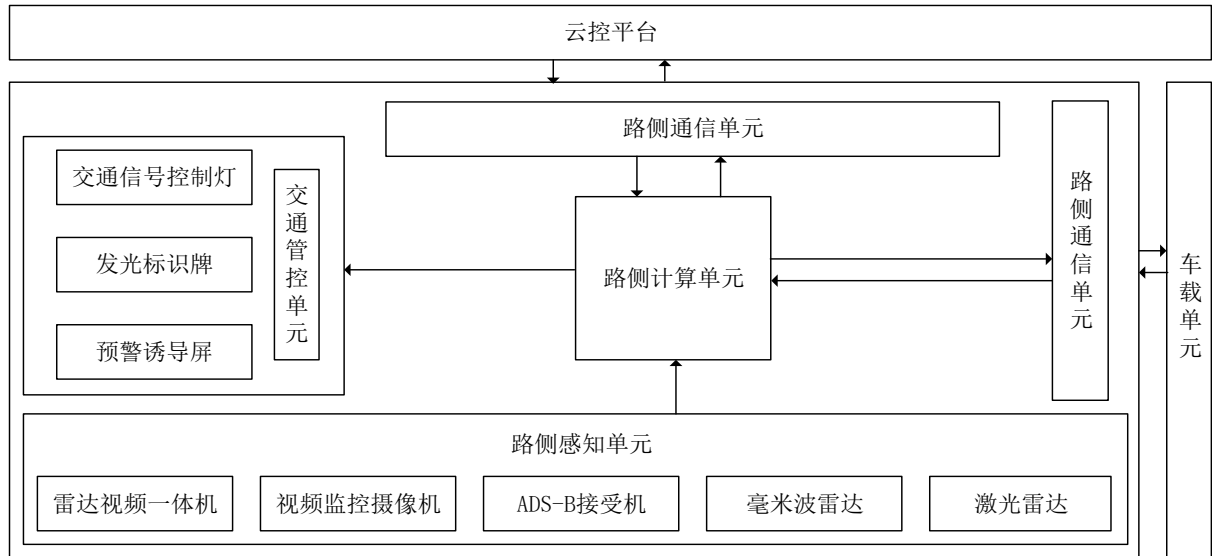 云控平台
路侧通信单元
交通信号控制灯
发光标识牌
预警诱导屏
交通管控单元
路侧计算单元
路侧通信单元
车载单元
路侧感知单元
雷达视频一体机
视频监控摄像机
ADS-B接受机
毫米波雷达
激光雷达